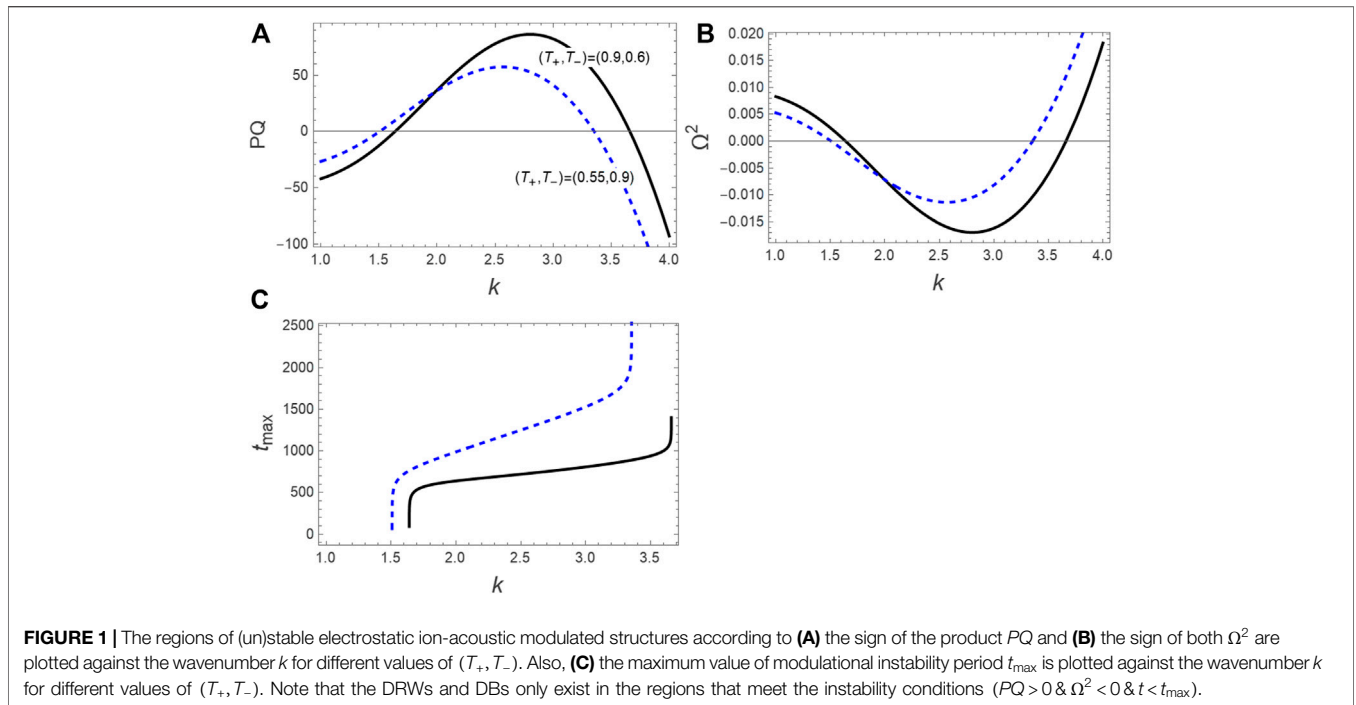 A
PQ
50
0
−50
−100
(T₊,T₋)=(0.9,0.6)
(T₊,T₋)=(0.55,0.9)
1.0 1.5 2.0 2.5 3.0 3.5 4.0
k
B
Ω²
0.020
0.015
0.010
0.005
0.000
−0.005
−0.010
−0.015
1.0 1.5 2.0 2.5 3.0 3.5 4.0
k
C
t_max
2500
2000
1500
1000
500
0
1.0 1.5 2.0 2.5 3.0 3.5
k
FIGURE 1 | The regions of (un)stable electrostatic ion-acoustic modulated structures according to (A) the sign of the product PQ and (B) the sign of both Ω² are
plotted against the wavenumber k for different values of (T₊,T₋). Also, (C) the maximum value of modulational instability period t_max is plotted against the wavenumber k
for different values of (T₊,T₋). Note that the DRWs and DBs only exist in the regions that meet the instability conditions (PQ > 0 & Ω² < 0 & t < t_max).